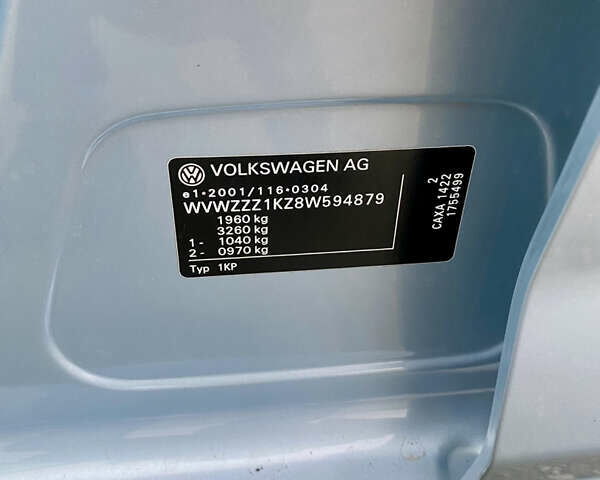 VOLKSWAGEN AG
e1*2001/116*0304
WVWZZZ1KZ8W594879
1960 kg
3260 kg
1 - 1040 kg
2 - 0970 kg
Typ 1KP
2
CAXA 1422
1755499